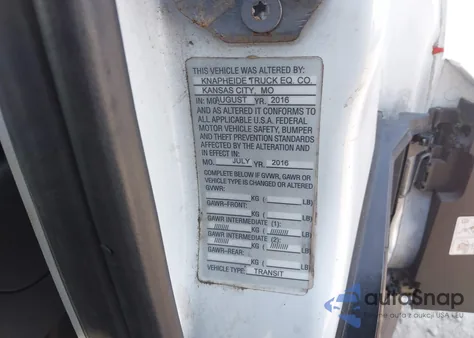 THIS VEHICLE WAS ALTERED BY:
KNAPHEIDE TRUCK EQ. CO.
KANSAS CITY, MO
IN: MO. AUGUST YR. 2016
AND AS ALTERED IT CONFORMS TO
ALL APPLICABLE U.S.A. FEDERAL
MOTOR VEHICLE SAFETY, BUMPER
AND THEFT PREVENTION STANDARDS
AFFECTED BY THE ALTERATION AND
IN EFFECT IN:
MO. JULY YR. 2016
COMPLETE BELOW IF GVWR, GAWR OR
VEHICLE TYPE IS CHANGED OR ALTERED
GVWR:
KG ( LB)
GAWR-FRONT:
KG ( LB)
GAWR INTERMEDIATE (1):
//////// KG ( //////// LB)
GAWR INTERMEDIATE (2):
//////// KG ( //////// LB)
GAWR-REAR:
KG ( LB)
VEHICLE TYPE: TRANSIT
autoSnap